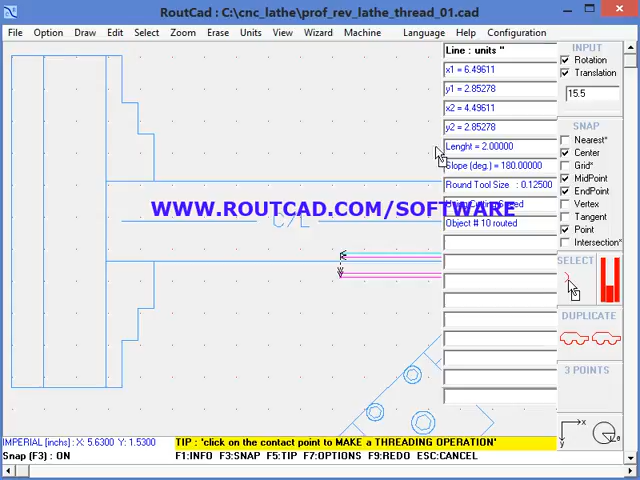 RoutCad : C:\cnc_lathe\prof_rev_lathe_thread_01.cad
File Option Draw Edit Select Zoom Erase Units View Wizard Machine Language Help Configuration
Line : units "
x1 = 6.49611
y1 = 2.85278
x2 = 4.49611
y2 = 2.85278
Lenght = 2.00000
Slope (deg.) = 180.00000
Round Tool Size : 0.12500
Using Cutting Speed
Object # 10 routed
INPUT
Rotation
Translation
15.5
SNAP
Nearest*
Center
Grid*
MidPoint
EndPoint
Vertex
Tangent
Point
Intersection*
SELECT
DUPLICATE
3 POINTS
x
y
WWW.ROUTCAD.COM/SOFTWARE
C/L
IMPERIAL (inchs) : X: 5.6300 Y: 1.5300
TIP : 'click on the contact point to MAKE a THREADING OPERATION'
Snap (F3) : ON
F1:INFO F3:SNAP F5:TIP F7:OPTIONS F9:REDO ESC:CANCEL